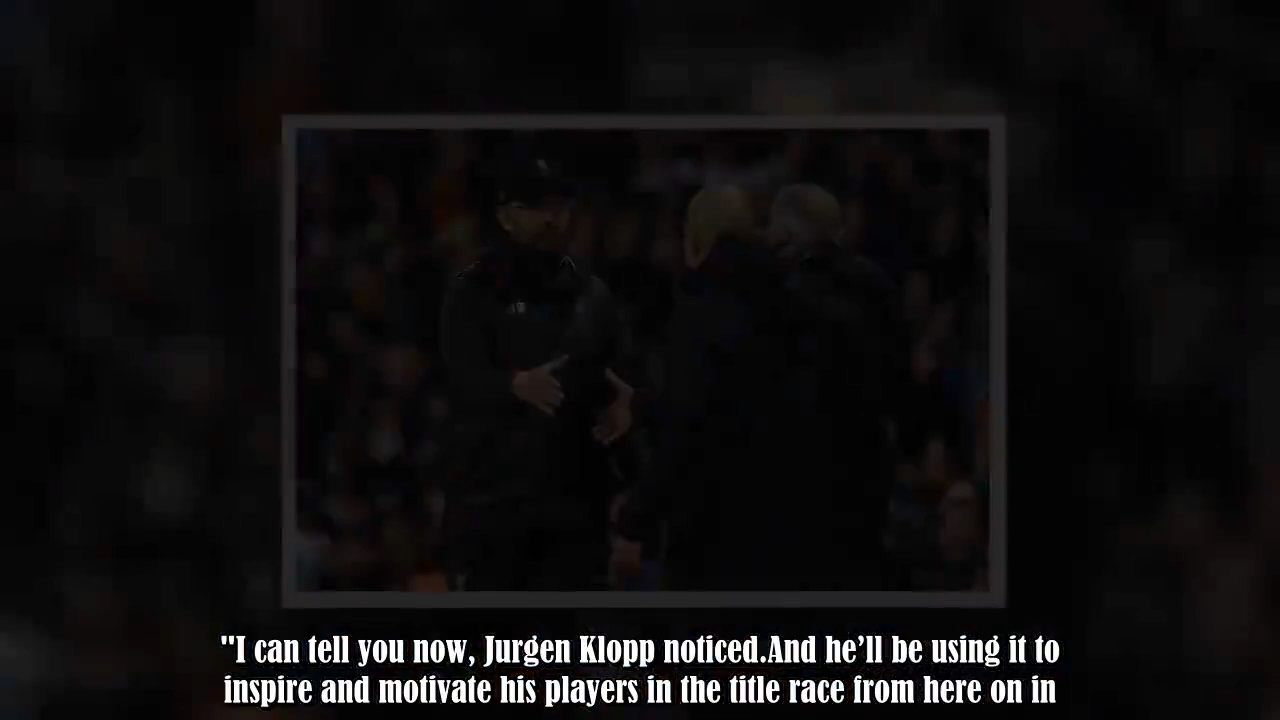 "I can tell you now, Jurgen Klopp noticed.And he’ll be using it to
inspire and motivate his players in the title race from here on in